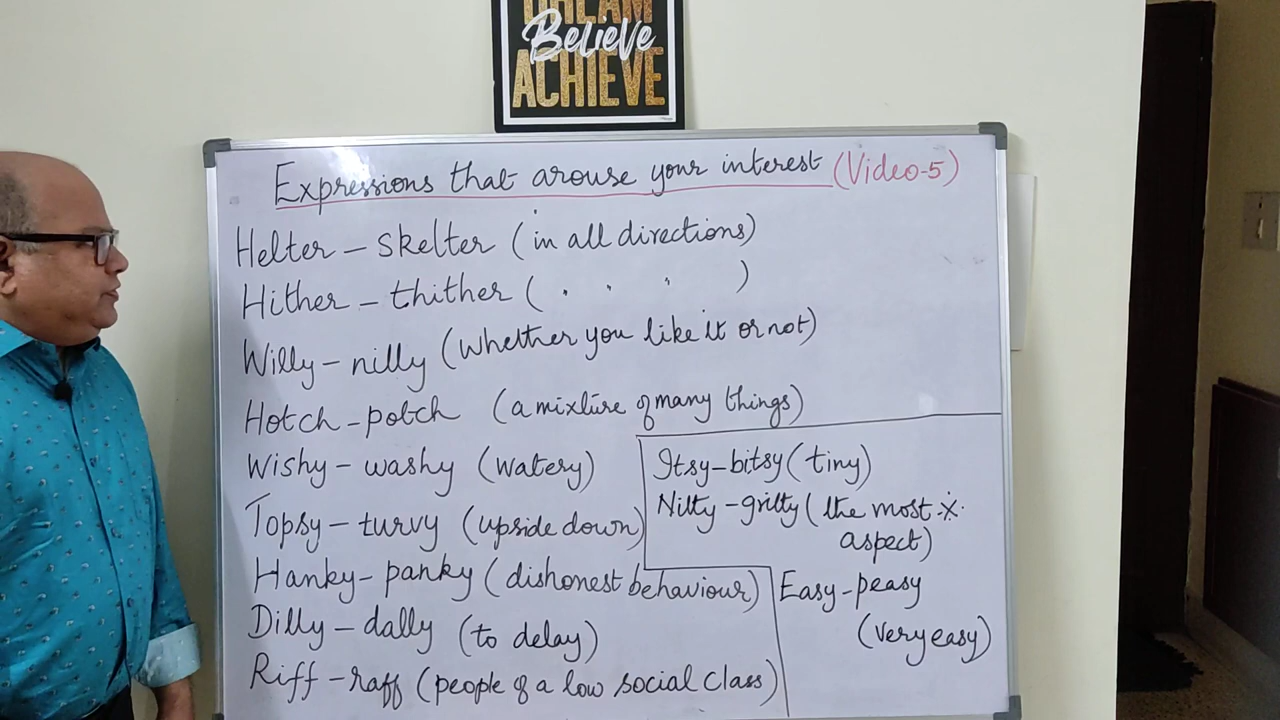 DREAM
Believe
ACHIEVE
Expressions that arouse your interest (Video-5)
Helter - skelter (in all directions)
Hither - thither ( " " " )
Willy - nilly (whether you like it or not)
Hotch - potch (a mixture of many things)
Wishy - washy (watery)
Topsy - turvy (upside down)
Hanky - panky (dishonest behaviour)
Dilly - dally (to delay)
Riff - raff (people of a low social class)
Itsy-bitsy (tiny)
Nitty-gritty (the most ※
aspect)
Easy-peasy
(very easy)